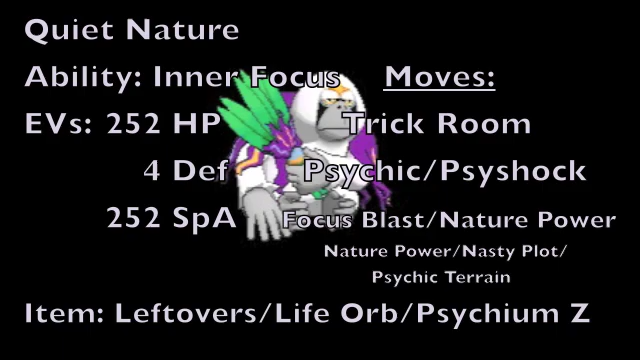 Quiet Nature
Ability: Inner Focus
Moves:
EVs: 252 HP
Trick Room
4 Def
Psychic/Psyshock
252 SpA
Focus Blast/Nature Power
Nature Power/Nasty Plot/
Psychic Terrain
Item: Leftovers/Life Orb/Psychium Z